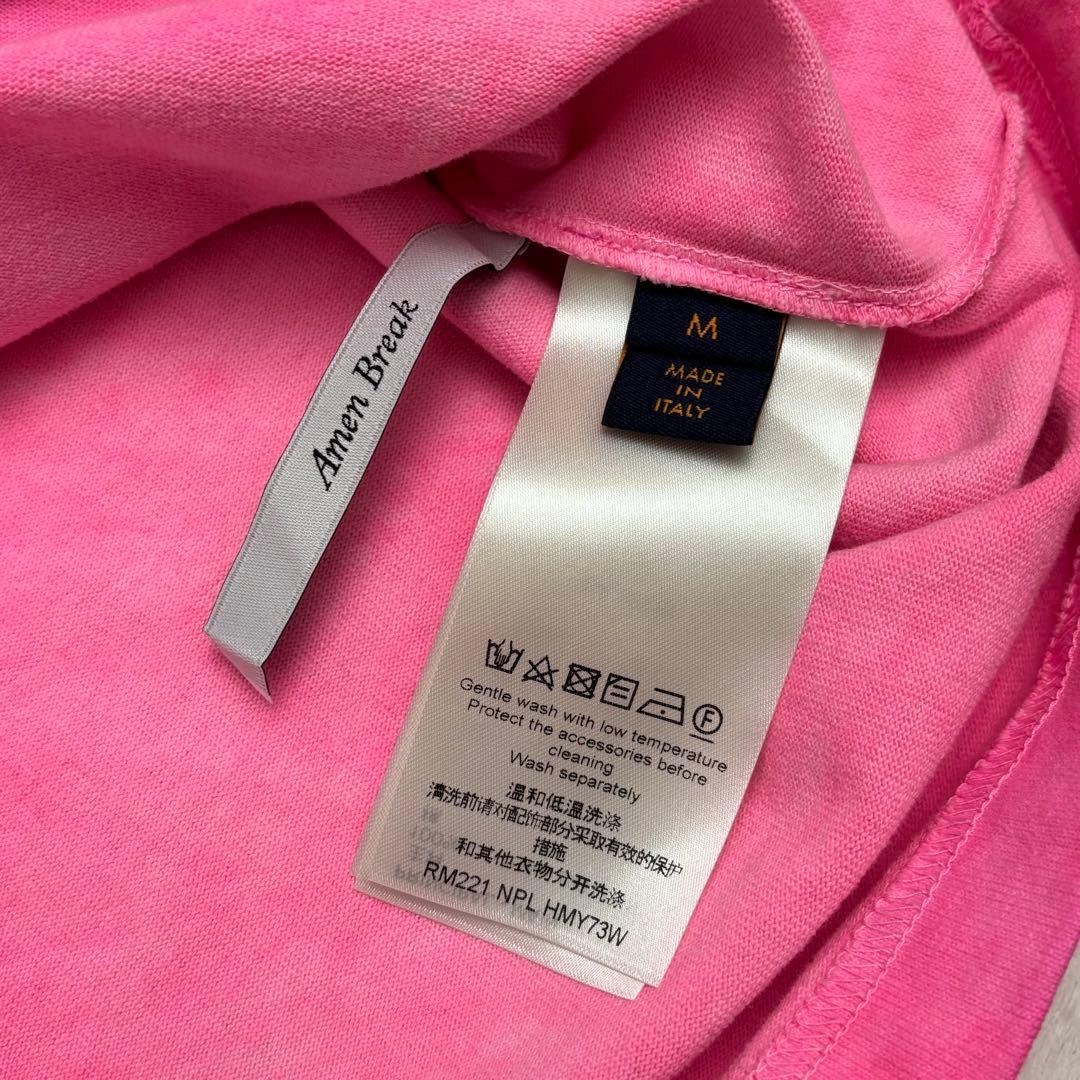 Amen Break
M
MADE
IN
ITALY
F
Gentle wash with low temperature
Protect the accessories before
cleaning
Wash separately
温和低温洗涤
清洗前请对配饰部分采取有效的保护
措施
和其他衣物分开洗涤
RM221 NPL HMY73W